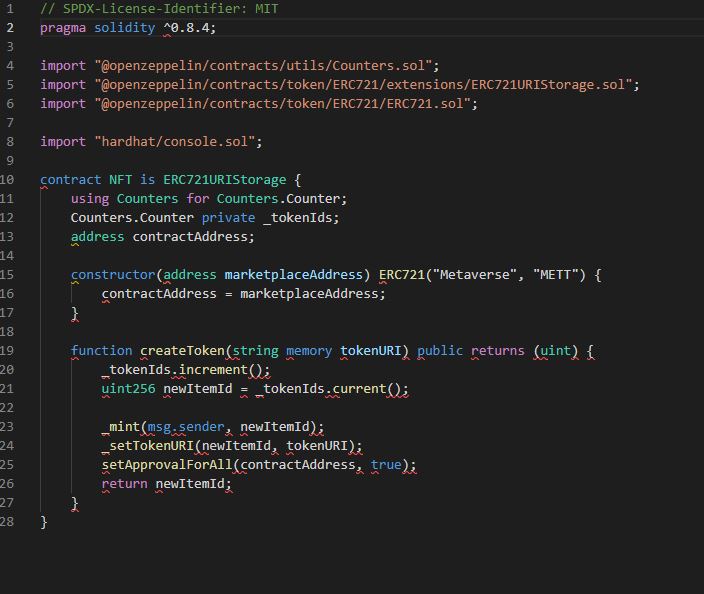 1 // SPDX-License-Identifier: MIT
2 pragma solidity ^0.8.4;
3
4 import "@openzeppelin/contracts/utils/Counters.sol";
5 import "@openzeppelin/contracts/token/ERC721/extensions/ERC721URIStorage.sol";
6 import "@openzeppelin/contracts/token/ERC721/ERC721.sol";
7
8 import "hardhat/console.sol";
9
10 contract NFT is ERC721URIStorage {
11     using Counters for Counters.Counter;
12     Counters.Counter private _tokenIds;
13     address contractAddress;
14
15     constructor(address marketplaceAddress) ERC721("Metaverse", "METT") {
16         contractAddress = marketplaceAddress;
17     }
18
19     function createToken(string memory tokenURI) public returns (uint) {
20         _tokenIds.increment();
21         uint256 newItemId = _tokenIds.current();
22
23         _mint(msg.sender, newItemId);
24         _setTokenURI(newItemId, tokenURI);
25         setApprovalForAll(contractAddress, true);
26         return newItemId;
27     }
28 }